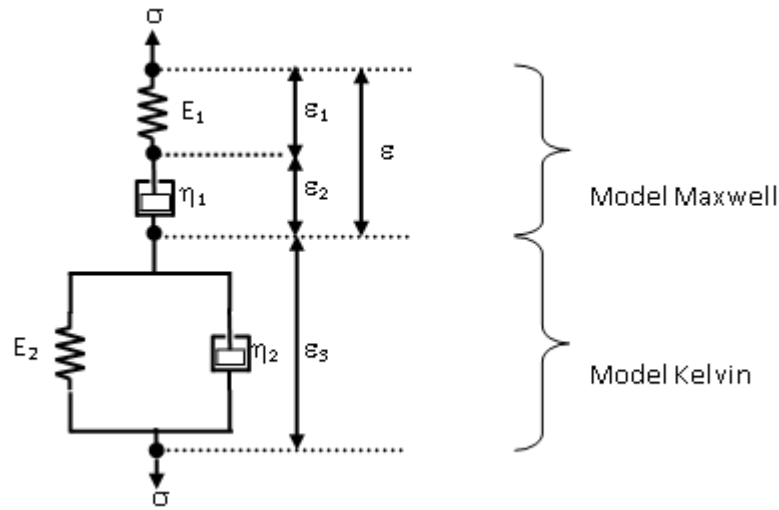 σ
E₁
ε₁
ε
η₁
ε₂
Model Maxwell
E₂
η₂
ε₃
Model Kelvin
σ